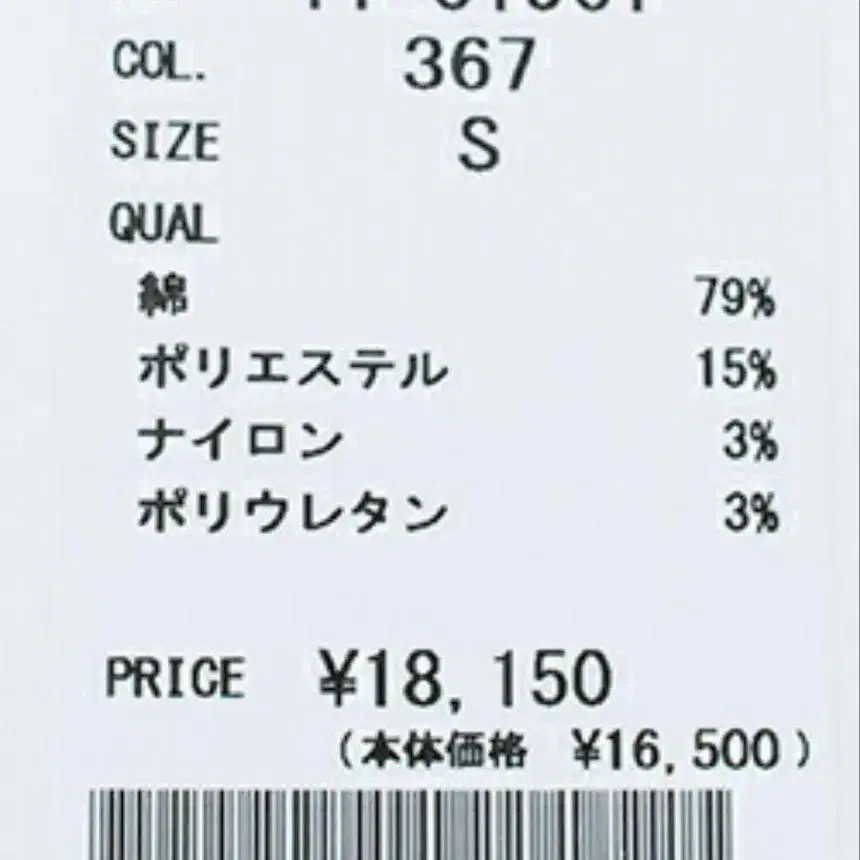 COL. 367
SIZE S
QUAL
綿 79%
ポリエステル 15%
ナイロン 3%
ポリウレタン 3%
PRICE ¥18,150
(本体価格 ¥16,500)